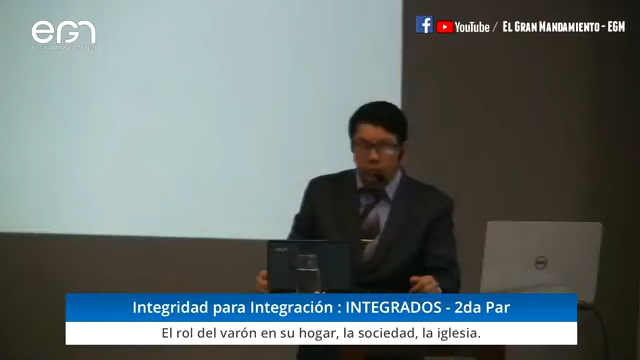 EGM
YouTube / EL GRAN MANDAMIENTO - EGM
DELL
Integridad para Integración : INTEGRADOS - 2da Par
El rol del varón en su hogar, la sociedad, la iglesia.